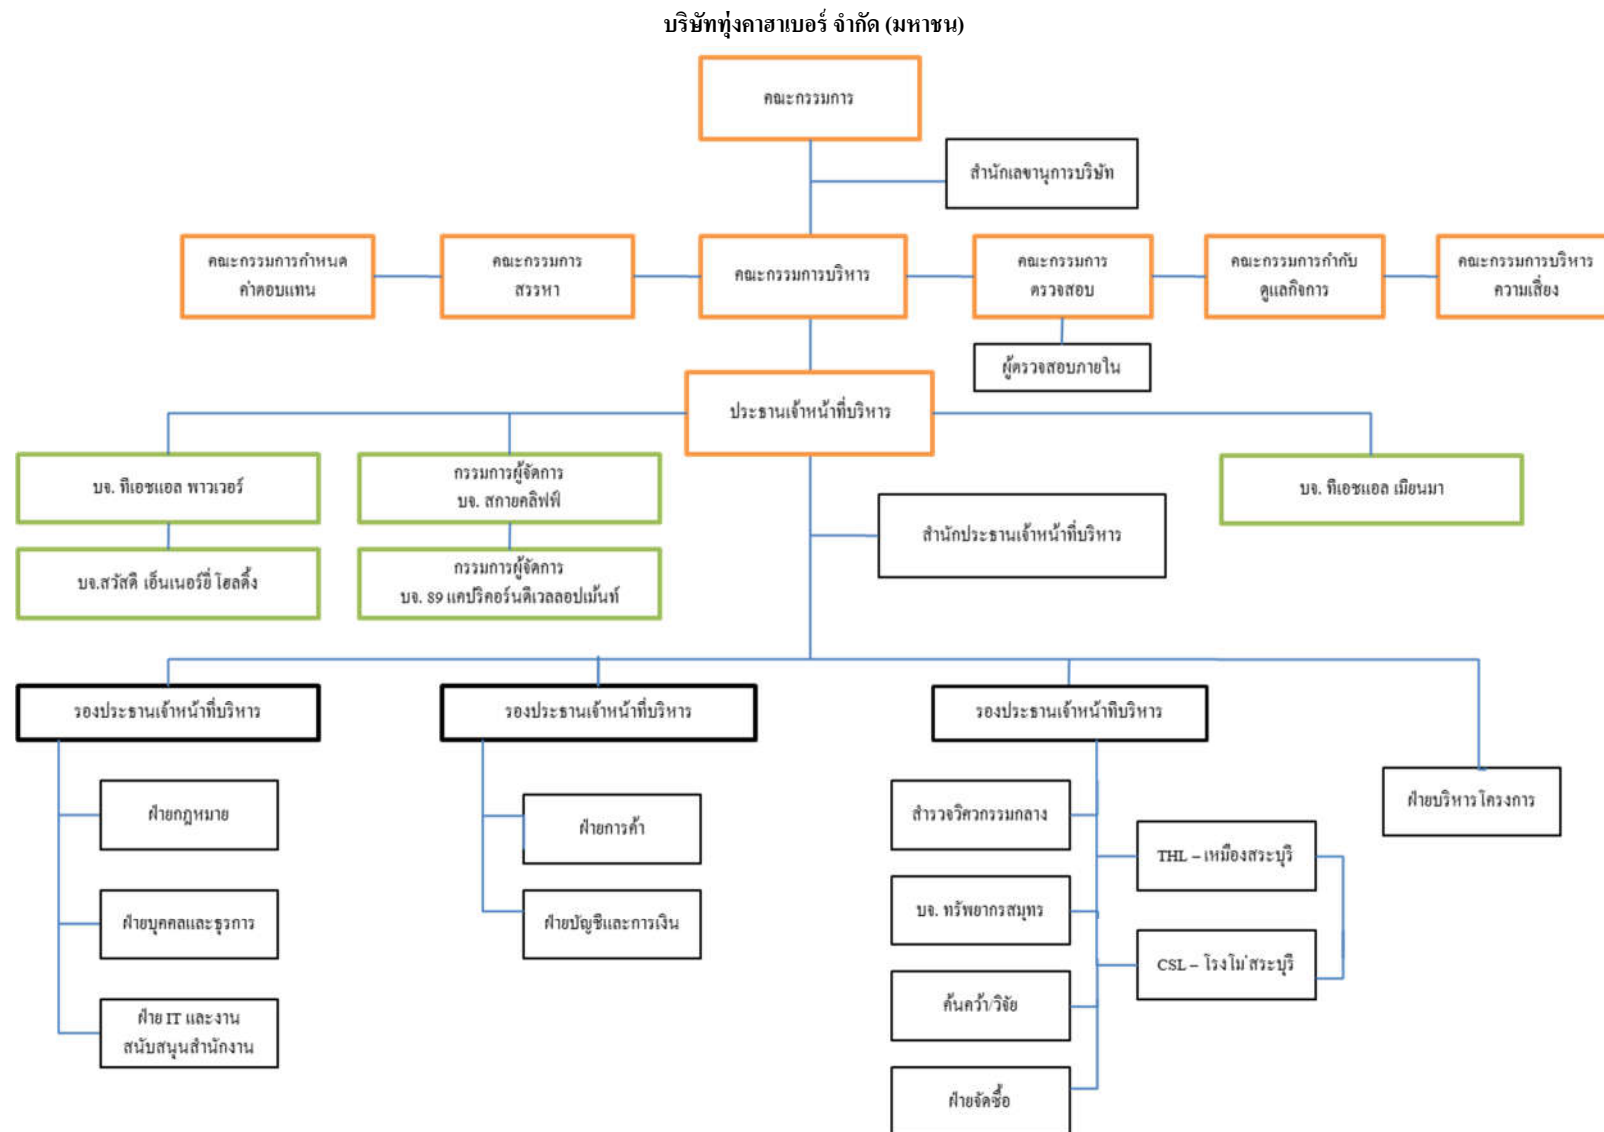 บริษัททุ่งคาฮาเบอร์ จำกัด (มหาชน)
คณะกรรมการ
สำนักเลขานุการบริษัท
คณะกรรมการกำหนด
ค่าตอบแทน
คณะกรรมการ
สรรหา
คณะกรรมการบริหาร
คณะกรรมการ
ตรวจสอบ
คณะกรรมการกำกับ
ดูแลกิจการ
คณะกรรมการบริหาร
ความเสี่ยง
ผู้ตรวจสอบภายใน
ประธานเจ้าหน้าที่บริหาร
บจ. ทีเอชแอล พาวเวอร์
กรรมการผู้จัดการ
บจ. สกายคลิฟฟ์
บจ. ทีเอชแอล เมียนมา
สำนักประธานเจ้าหน้าที่บริหาร
บจ.สวัสดี เอ็นเนอร์ยี่ โฮลดิ้ง
กรรมการผู้จัดการ
บจ. S9 แคปริคอร์นดีเวลลอปเม้นท์
รองประธานเจ้าหน้าที่บริหาร
รองประธานเจ้าหน้าที่บริหาร
รองประธานเจ้าหน้าที่บริหาร
ฝ่ายบริหารโครงการ
ฝ่ายกฎหมาย
ฝ่ายบุคคลและธุรการ
ฝ่าย IT และงาน
สนับสนุนสำนักงาน
ฝ่ายการค้า
ฝ่ายบัญชีและการเงิน
สำรวจวิศวกรรมกลาง
THL – เหมืองสระบุรี
บจ. ทรัพยากรสมุทร
CSL – โรงโม่สระบุรี
ค้นคว้า/วิจัย
ฝ่ายจัดซื้อ